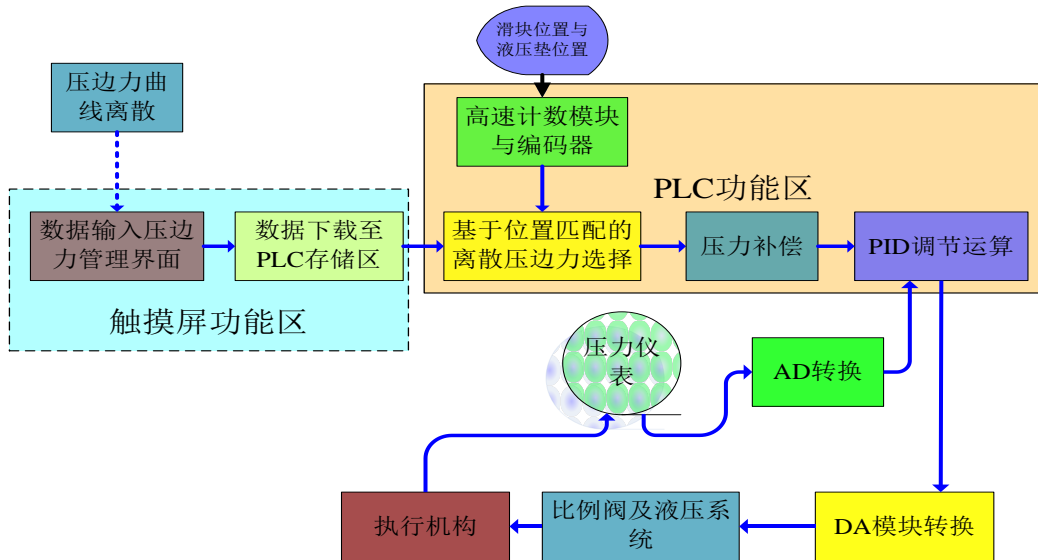 滑块位置与
液压垫位置
压边力曲
线离散
高速计数模块
与编码器
PLC功能区
数据输入压边
力管理界面
数据下载至
PLC存储区
基于位置匹配的
离散压边力选择
压力补偿
PID调节运算
触摸屏功能区
压力仪
表
AD转换
执行机构
比例阀及液压系
统
DA模块转换